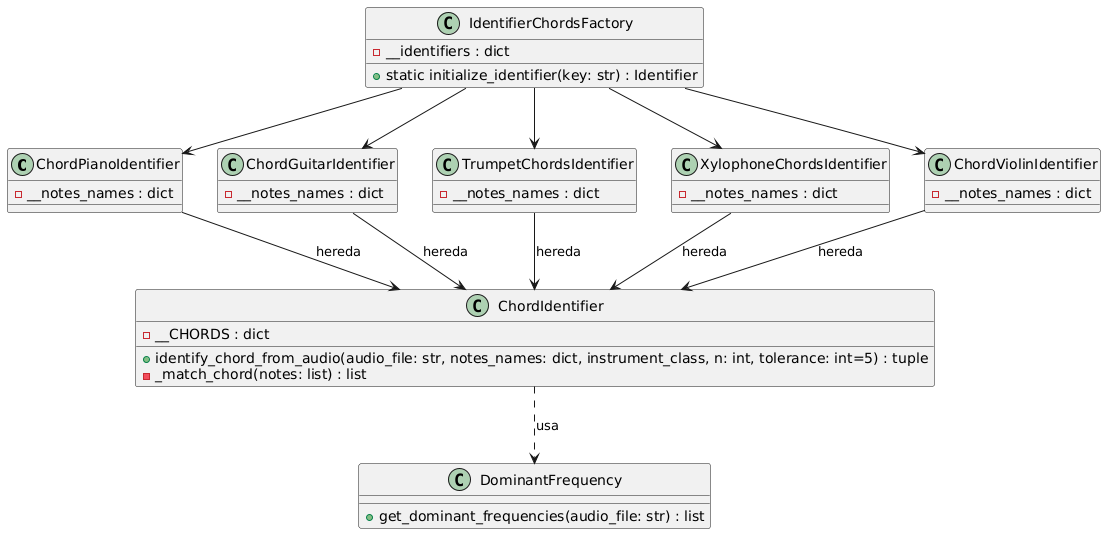 C IdentifierChordsFactory
__identifiers : dict
static initialize_identifier(key: str) : Identifier
C ChordPianoIdentifier
__notes_names : dict
C ChordGuitarIdentifier
__notes_names : dict
C TrumpetChordsIdentifier
__notes_names : dict
C XylophoneChordsIdentifier
__notes_names : dict
C ChordViolinIdentifier
__notes_names : dict
hereda
hereda
hereda
hereda
hereda
C ChordIdentifier
__CHORDS : dict
identify_chord_from_audio(audio_file: str, notes_names: dict, instrument_class, n: int, tolerance: int=5) : tuple
_match_chord(notes: list) : list
usa
C DominantFrequency
get_dominant_frequencies(audio_file: str) : list